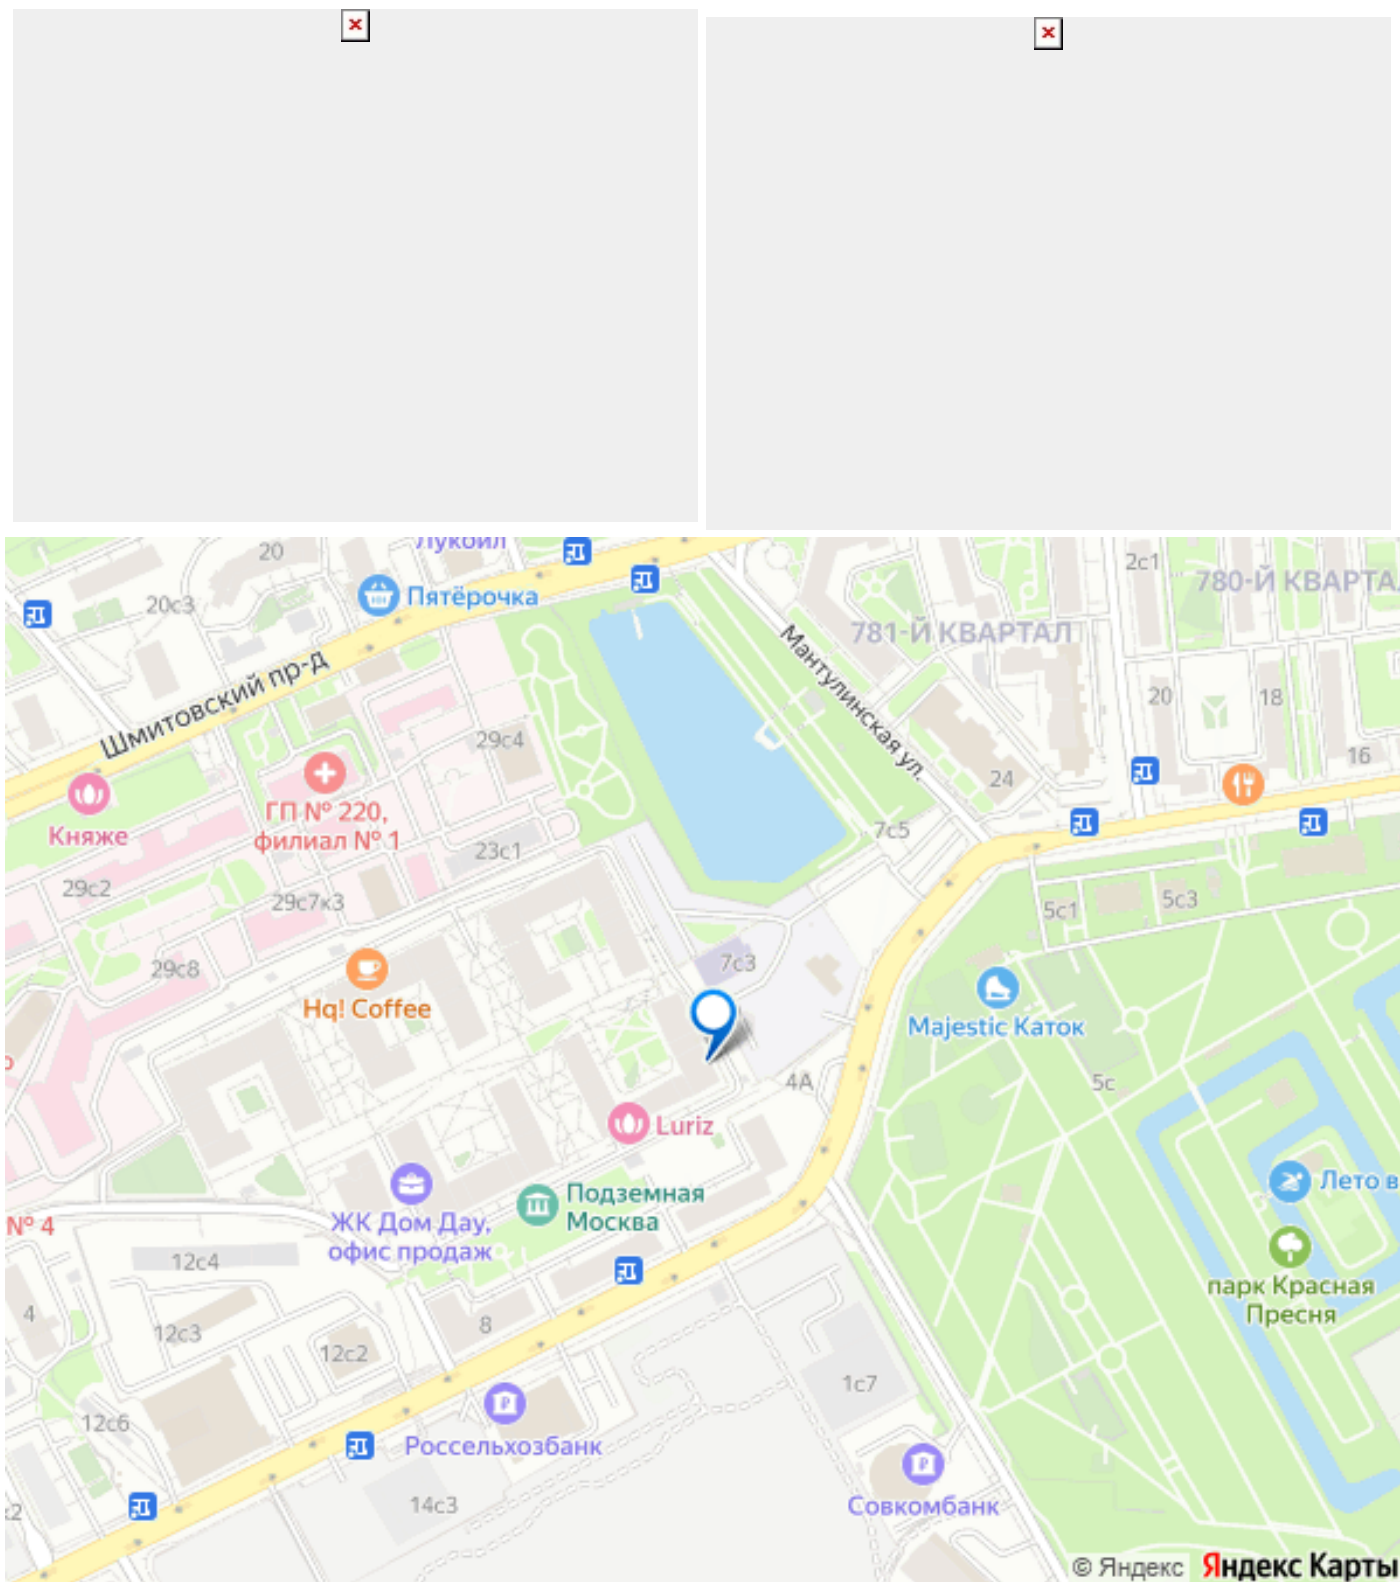 20
Лукойл
2с1
780-Й КВАРТА
20с3
Пятёрочка
781-Й КВАРТАЛ
Мантулинская ул.
Шмитовский пр-д
20
18
29с4
16
24
ГП № 220,
филиал № 1
Княже
7с5
23с1
29с2
29с7к3
5с1
5с3
29с8
7с3
Hq! Coffee
Majestic Каток
4А
5с
Luriz
Подземная
Москва
Лето в
№ 4
ЖК Дом Дау,
офис продаж
12с4
парк Красная
Пресня
4
12с3
8
12с2
1с7
12с6
Россельхозбанк
14с3
Совкомбанк
© Яндекс Яндекс Карты